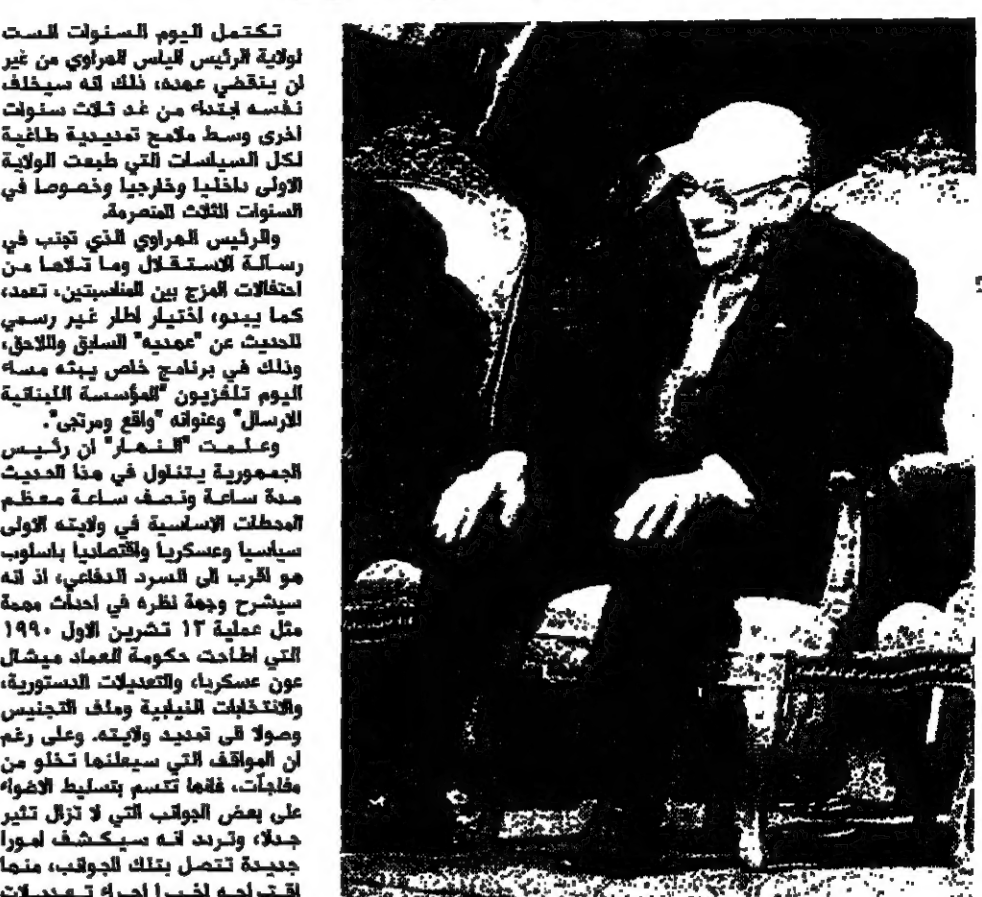 تكتمل اليوم السنوات الست
لولاية الرئيس الياس الهراوي من غير
ان ينقضي عهده، ذلك انه سيخلف
نفسه ابتداء من غد ثلاث سنوات
اخرى وسط ملامح تمديدية طاغية
لكل السياسات التي طبعت الولاية
الاولى داخليا وخارجيا وخصوصا في
السنوات الثلاث المنصرمة.
والرئيس الهراوي الذي تجنب في
رسالة الاستقلال وما تلاها من
احتفالات المزج بين المناسبتين، تعمد،
كما يبدو، اختيار اطار غير رسمي
للحديث عن "عهديه" السابق واللاحق،
وذلك في برنامج خاص يبثه مساء
اليوم تلفزيون "المؤسسة اللبنانية
للارسال" وعنوانه "واقع ومرتجى".
وعلمت "النهار" ان رئيس
الجمهورية يتناول في هذا الحديث
مدة ساعة ونصف ساعة معظم
المحطات الاساسية في ولايته الاولى
سياسيا وعسكريا واقتصاديا باسلوب
هو اقرب الى السرد الدفاعي، اذ انه
سيشرح وجهة نظره في احداث مهمة
مثل عملية ١٣ تشرين الاول ١٩٩٠
التي اطاحت حكومة العماد ميشال
عون عسكريا، والتعديلات الدستورية،
والانتخابات النيابية وملف التجنيس
وصولا الى تمديد ولايته. وعلى رغم
ان المواقف التي سيعلنها تخلو من
مفاجآت، فانها تتسم بتسليط الاضواء
على بعض الجوانب التي لا تزال تثير
جدلا، وتردد انه سيكشف امورا
جديدة تتصل بتلك الجوانب، منها
اقتراحه اخيرا اجراء تعديلات